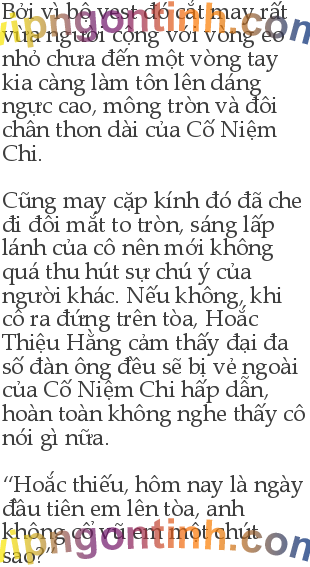 Bởi vì bộ vest đó cắt may rất
vừa người cộng với vòng eo
nhỏ chưa đến một vòng tay
kia càng làm tôn lên dáng
ngực cao, mông tròn và đôi
chân thon dài của Cố Niệm
Chi.
Cũng may cặp kính đó đã che
đi đôi mắt to tròn, sáng lấp
lánh của cô nên mới không
quá thu hút sự chú ý của
người khác. Nếu không, khi
cô ra đứng trên tòa, Hoắc
Thiệu Hằng cảm thấy đại đa
số đàn ông đều sẽ bị vẻ ngoài
của Cố Niệm Chi hấp dẫn,
hoàn toàn không nghe thấy cô
nói gì nữa.
“Hoắc thiếu, hôm nay là ngày
đầu tiên em lên tòa, anh
không cổ vũ em một chút
sao?”
vipngontinh.com
vipngontinh.com